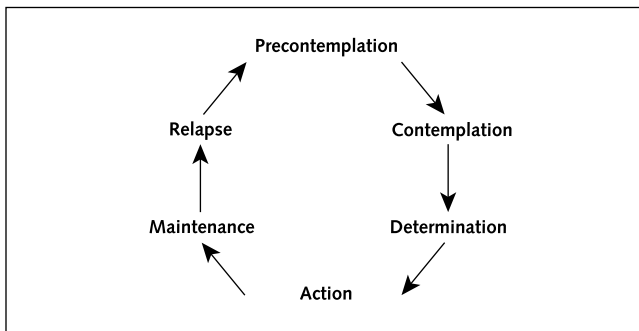 Precontemplation
Contemplation
Determination
Action
Maintenance
Relapse